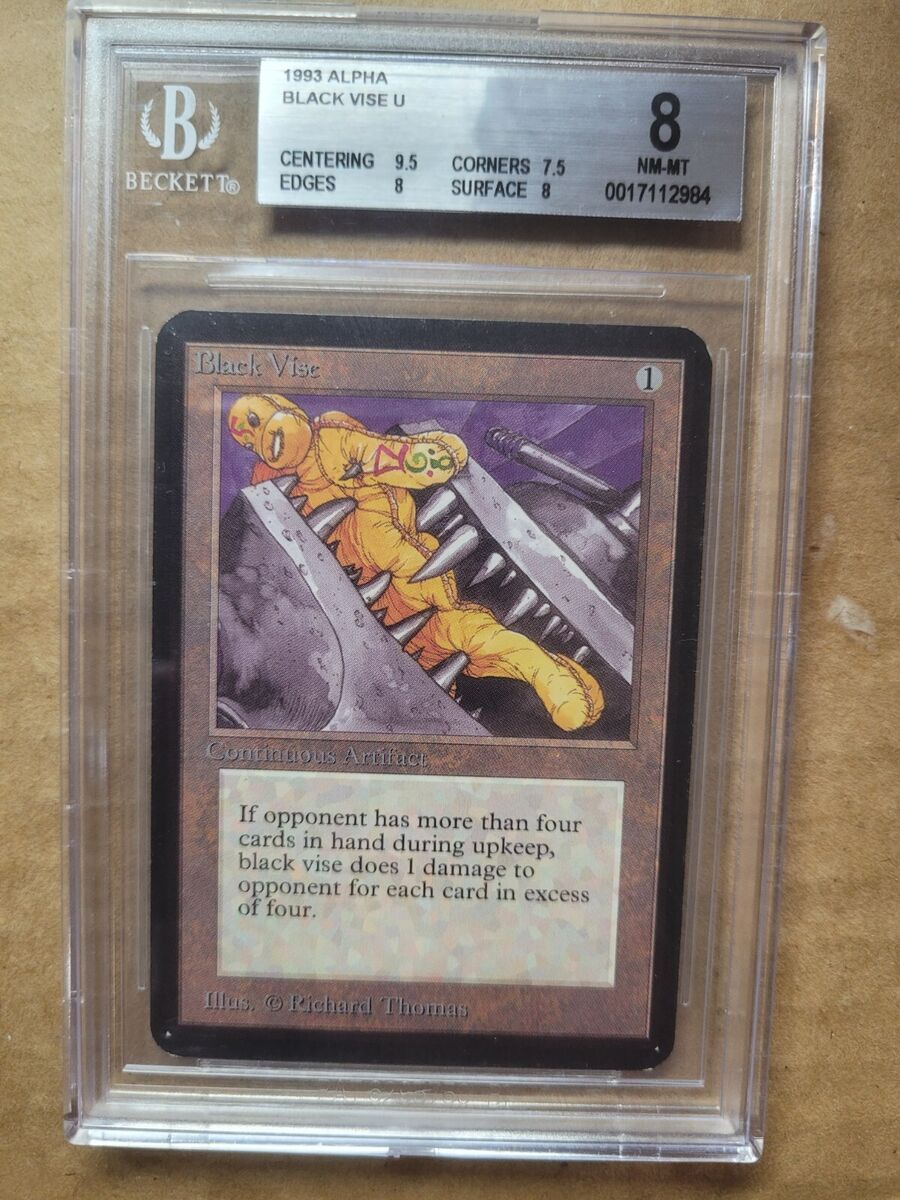 1993 ALPHA
BLACK VISE U
8
NM-MT
0017112984
CENTERING 9.5 CORNERS 7.5
EDGES 8 SURFACE 8
B
BECKETT®
Black Vise
1
Continuous Artifact
If opponent has more than four
cards in hand during upkeep,
black vise does 1 damage to
opponent for each card in excess
of four.
Illus. © Richard Thomas